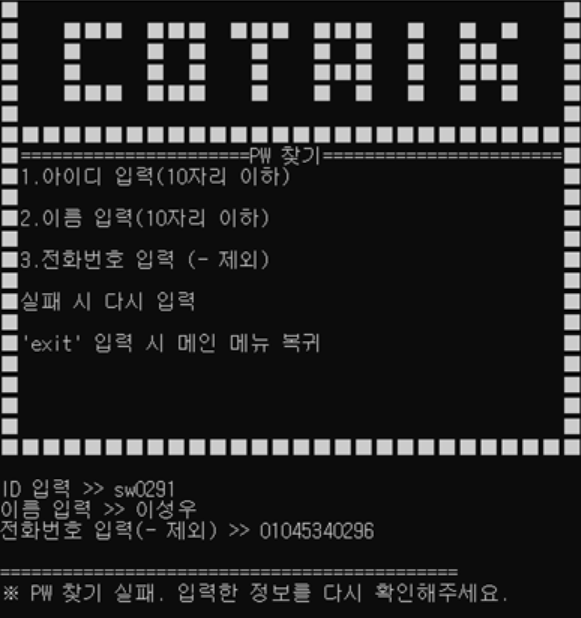 COTAIK
=====================PW 찾기=======================
1.아이디 입력(10자리 이하)
2.이름 입력(10자리 이하)
3.전화번호 입력 (- 제외)
실패 시 다시 입력
'exit' 입력 시 메인 메뉴 복귀
ID 입력 >> sw0291
이름 입력 >> 이성우
전화번호 입력(- 제외) >> 01045340296
============================================
※ PW 찾기 실패. 입력한 정보를 다시 확인해주세요.